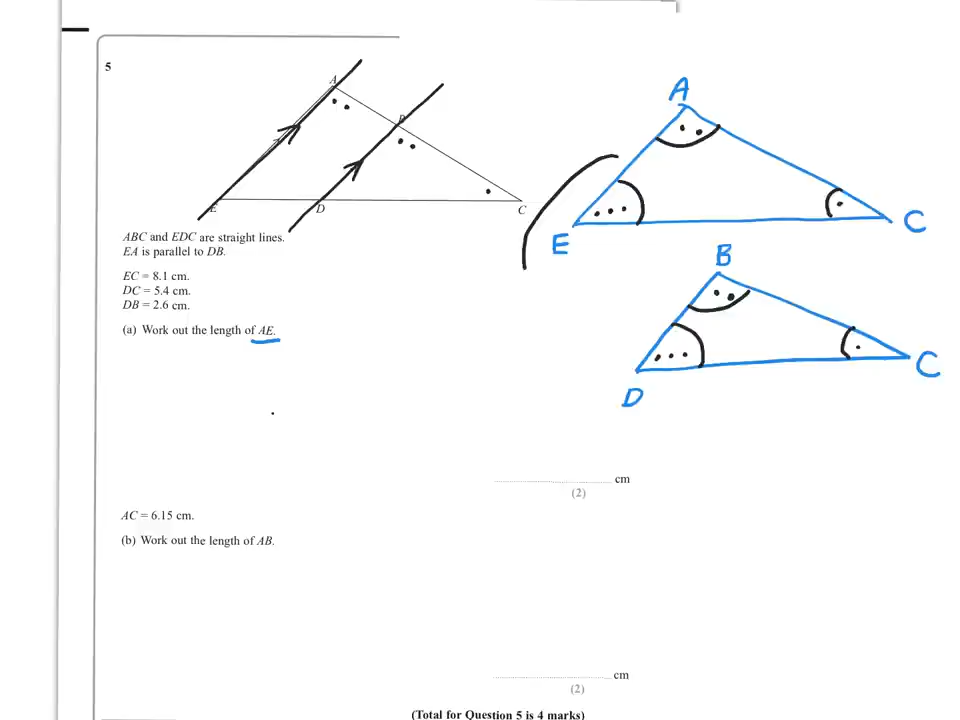 5
A
B
E
D
C
ABC and EDC are straight lines.
EA is parallel to DB.
EC = 8.1 cm.
DC = 5.4 cm.
DB = 2.6 cm.
(a) Work out the length of AE.
A
E
C
B
D
C
cm
(2)
AC = 6.15 cm.
(b) Work out the length of AB.
cm
(2)
(Total for Question 5 is 4 marks)